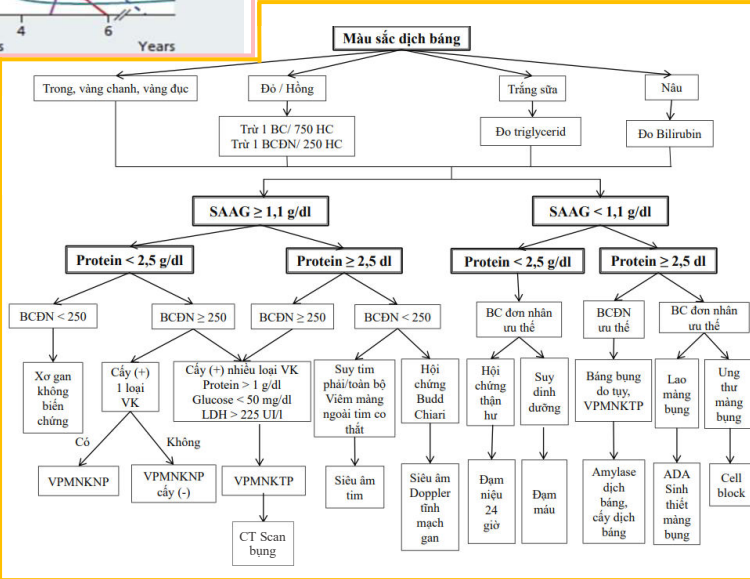 4
6
s
Years
Màu sắc dịch báng
Trong, vàng chanh, vàng đục
Đỏ / Hồng
Trắng sữa
Nâu
Trừ 1 BC/ 750 HC
Trừ 1 BCĐN/ 250 HC
Đo triglycerid
Đo Bilirubin
SAAG ≥ 1,1 g/dl
SAAG < 1,1 g/dl
Protein < 2,5 g/dl
Protein ≥ 2,5 dl
Protein < 2,5 g/dl
Protein ≥ 2,5 dl
BCĐN < 250
BCĐN ≥ 250
BCĐN ≥ 250
BCĐN < 250
BC đơn nhân
ưu thế
BCĐN
ưu thế
BC đơn nhân
ưu thế
Xơ gan
không
biến
chứng
Cấy (+)
1 loại
VK
Cấy (+) nhiều loại VK
Protein > 1 g/dl
Glucose < 50 mg/dl
LDH > 225 UI/l
Suy tim
phải/toàn bộ
Viêm màng
ngoài tim co
thắt
Hội
chứng
Budd
Chiari
Hội
chứng
thận
hư
Suy
dinh
dưỡng
Báng bụng
do tụy,
VPMNKTP
Lao
màng
bụng
Ung
thư
màng
bụng
Có
Không
VPMNKNP
VPMNKNP
cấy (-)
VPMNKTP
Siêu âm
tim
Siêu âm
Doppler
tĩnh
mạch
gan
Đạm
niệu
24
giờ
Đạm
máu
Amylase
dịch
báng,
cấy dịch
báng
ADA
Sinh
thiết
màng
bụng
Cell
block
CT Scan
bụng